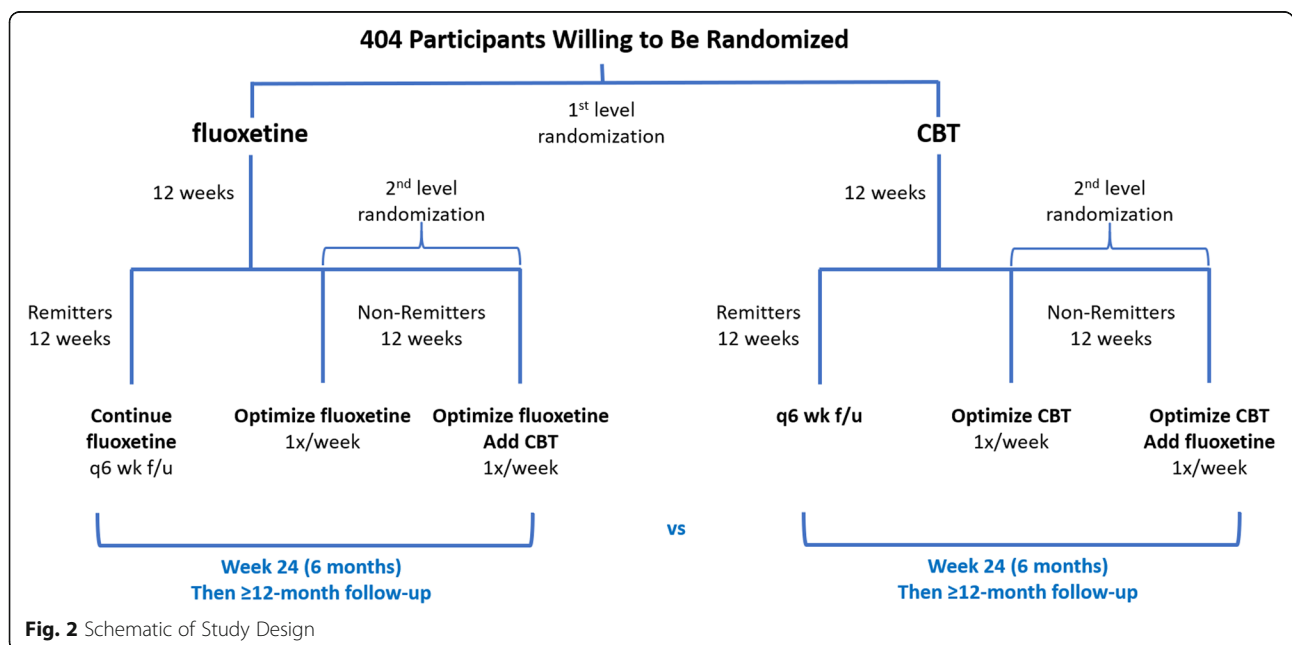 404 Participants Willing to Be Randomized
1st level
randomization
fluoxetine
CBT
12 weeks
2nd level
randomization
12 weeks
2nd level
randomization
Remitters
12 weeks
Non-Remitters
12 weeks
Remitters
12 weeks
Non-Remitters
12 weeks
Continue
fluoxetine
q6 wk f/u
Optimize fluoxetine
1x/week
Optimize fluoxetine
Add CBT
1x/week
q6 wk f/u
Optimize CBT
1x/week
Optimize CBT
Add fluoxetine
1x/week
vs
Week 24 (6 months)
Then ≥12-month follow-up
Week 24 (6 months)
Then ≥12-month follow-up
Fig. 2 Schematic of Study Design